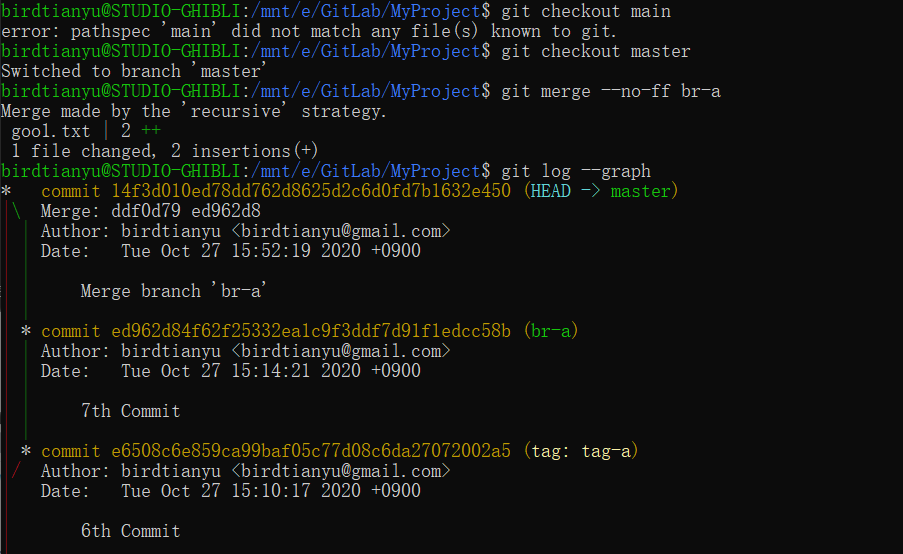 birdtianyu@STUDIO-GHIBLI:/mnt/e/GitLab/MyProject$ git checkout main
error: pathspec 'main' did not match any file(s) known to git.
birdtianyu@STUDIO-GHIBLI:/mnt/e/GitLab/MyProject$ git checkout master
Switched to branch 'master'
birdtianyu@STUDIO-GHIBLI:/mnt/e/GitLab/MyProject$ git merge --no-ff br-a
Merge made by the 'recursive' strategy.
 gool.txt | 2 ++
 1 file changed, 2 insertions(+)
birdtianyu@STUDIO-GHIBLI:/mnt/e/GitLab/MyProject$ git log --graph
*   commit 14f3d010ed78dd762d8625d2c6d0fd7b1632e450 (HEAD -> master)
|\  Merge: ddf0d79 ed962d8
| | Author: birdtianyu <birdtianyu@gmail.com>
| | Date:   Tue Oct 27 15:52:19 2020 +0900
| |
| |     Merge branch 'br-a'
| |
| * commit ed962d84f62f25332ea1c9f3ddf7d91f1edcc58b (br-a)
| | Author: birdtianyu <birdtianyu@gmail.com>
| | Date:   Tue Oct 27 15:14:21 2020 +0900
| |
| |     7th Commit
| |
| * commit e6508c6e859ca99baf05c77d08c6da27072002a5 (tag: tag-a)
|/  Author: birdtianyu <birdtianyu@gmail.com>
|   Date:   Tue Oct 27 15:10:17 2020 +0900
|
|       6th Commit